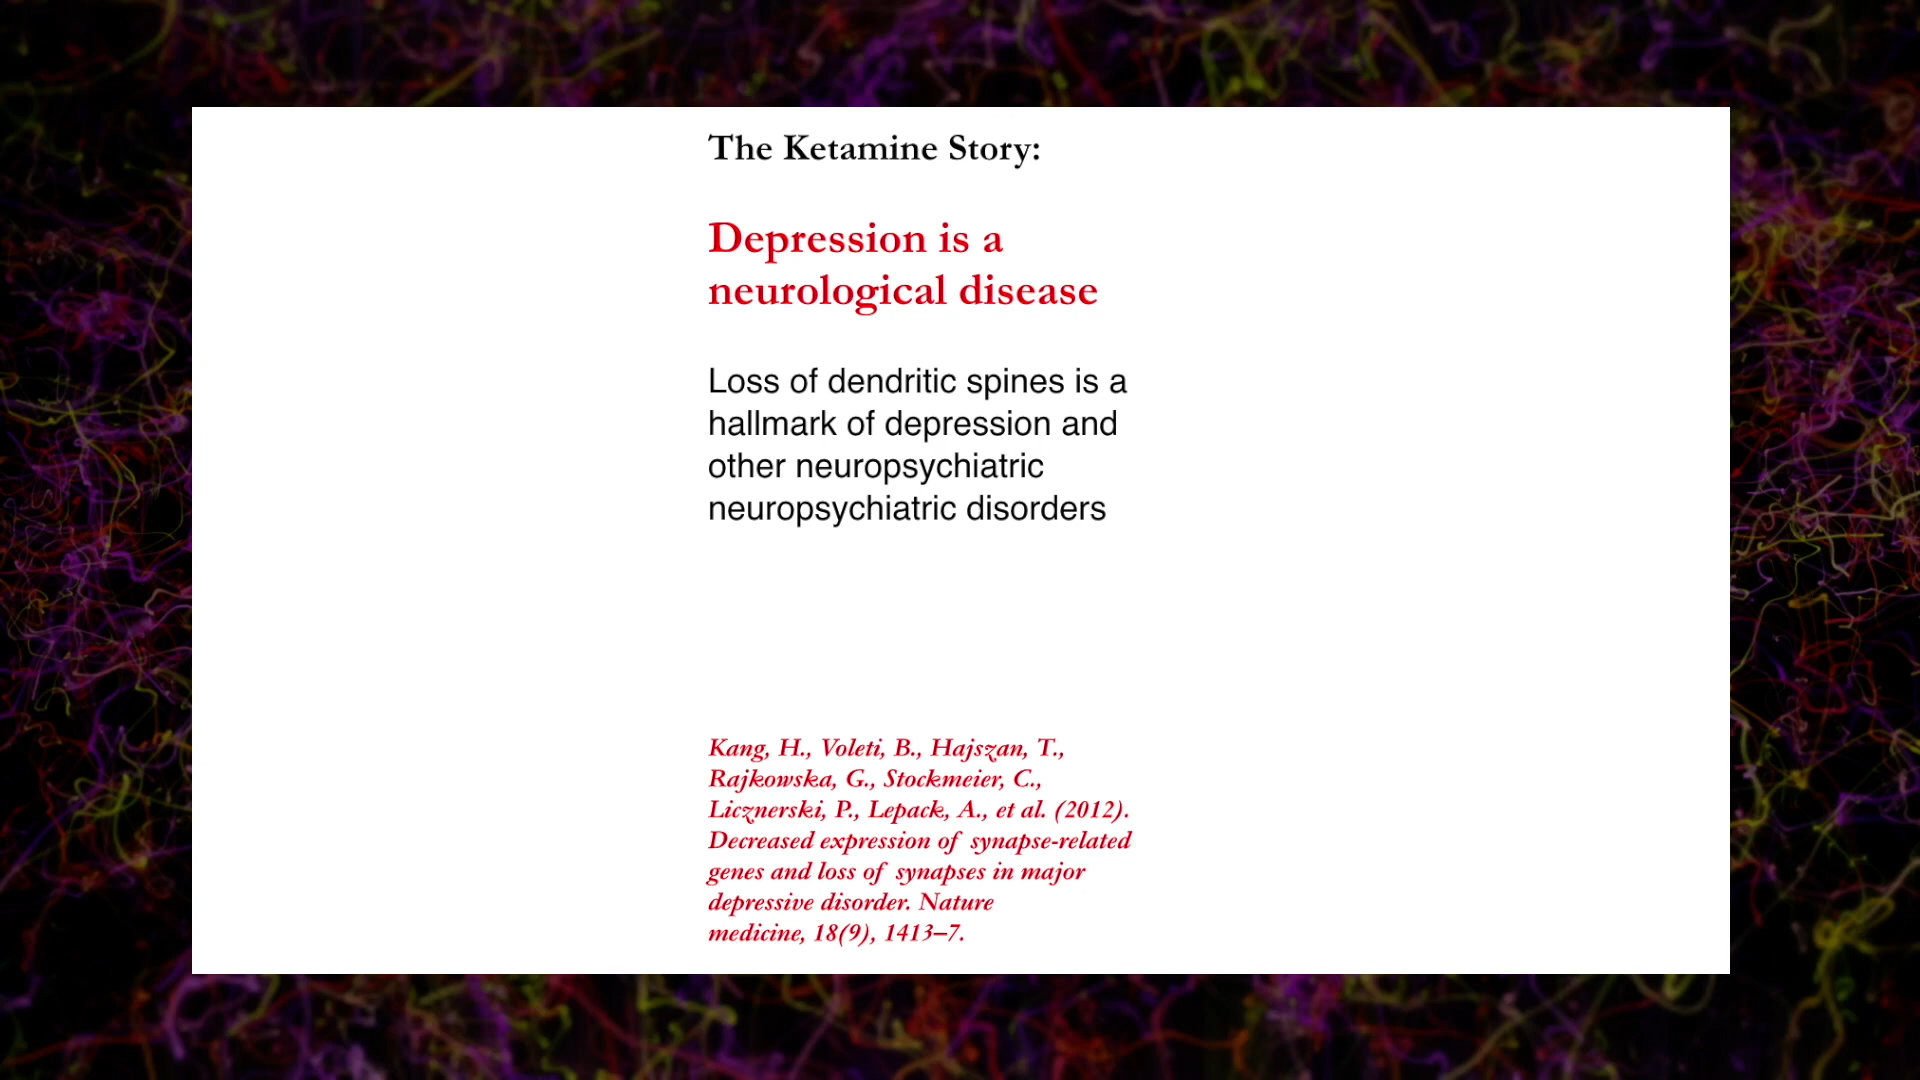 The Ketamine Story:
Depression is a
neurological disease
Loss of dendritic spines is a
hallmark of depression and
other neuropsychiatric
neuropsychiatric disorders
Kang, H., Voleti, B., Hajszan, T.,
Rajkowska, G., Stockmeier, C.,
Licznerski, P., Lepack, A., et al. (2012).
Decreased expression of synapse-related
genes and loss of synapses in major
depressive disorder. Nature
medicine, 18(9), 1413–7.